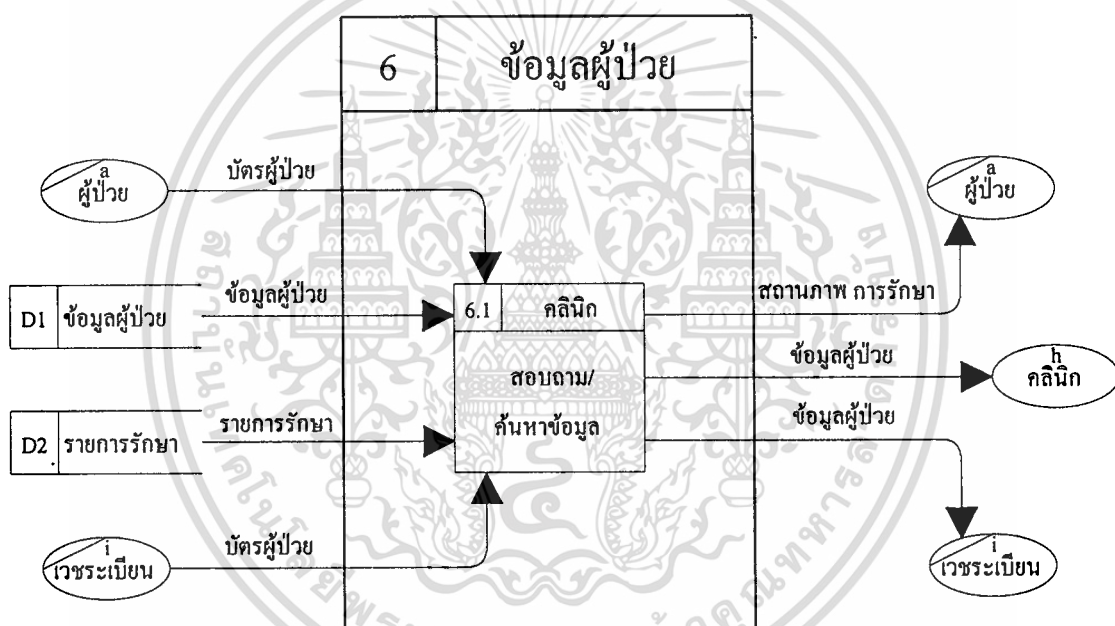 6 ข้อมูลผู้ป่วย
a
ผู้ป่วย
บัตรผู้ป่วย
a
ผู้ป่วย
D1 ข้อมูลผู้ป่วย
ข้อมูลผู้ป่วย
6.1 คลินิก
สอบถาม/
ค้นหาข้อมูล
สถานภาพ การรักษา
ข้อมูลผู้ป่วย
h
คลินิก
D2 รายการรักษา
รายการรักษา
ข้อมูลผู้ป่วย
i
เวชระเบียน
บัตรผู้ป่วย
i
เวชระเบียน